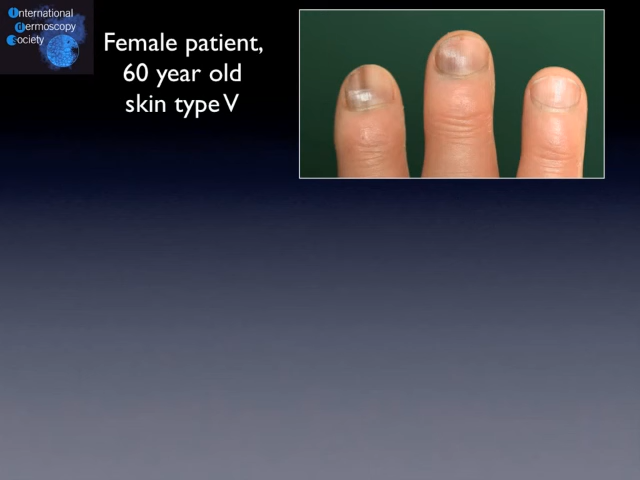 International
Dermoscopy
Society
Female patient,
60 year old
skin type V